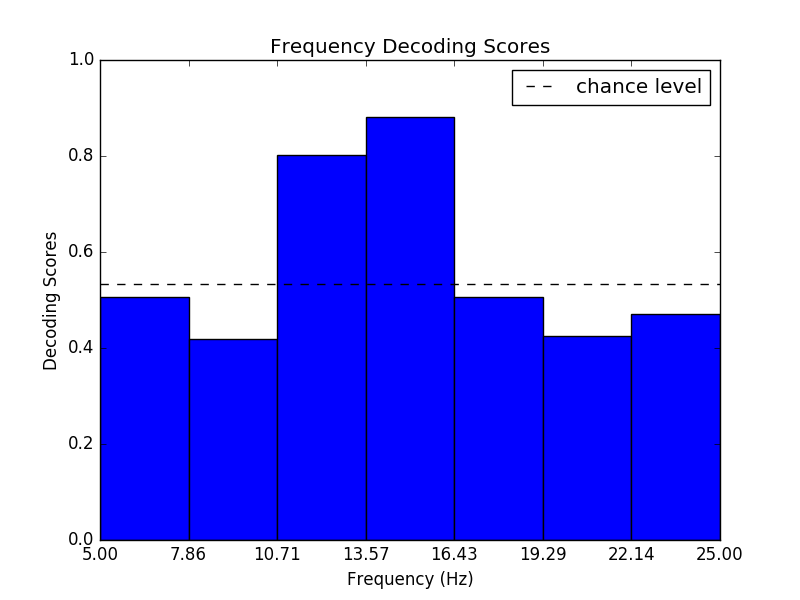 Frequency Decoding Scores
chance level
1.0
0.8
0.6
0.4
0.2
0.0
Decoding Scores
5.00 7.86 10.71 13.57 16.43 19.29 22.14 25.00
Frequency (Hz)